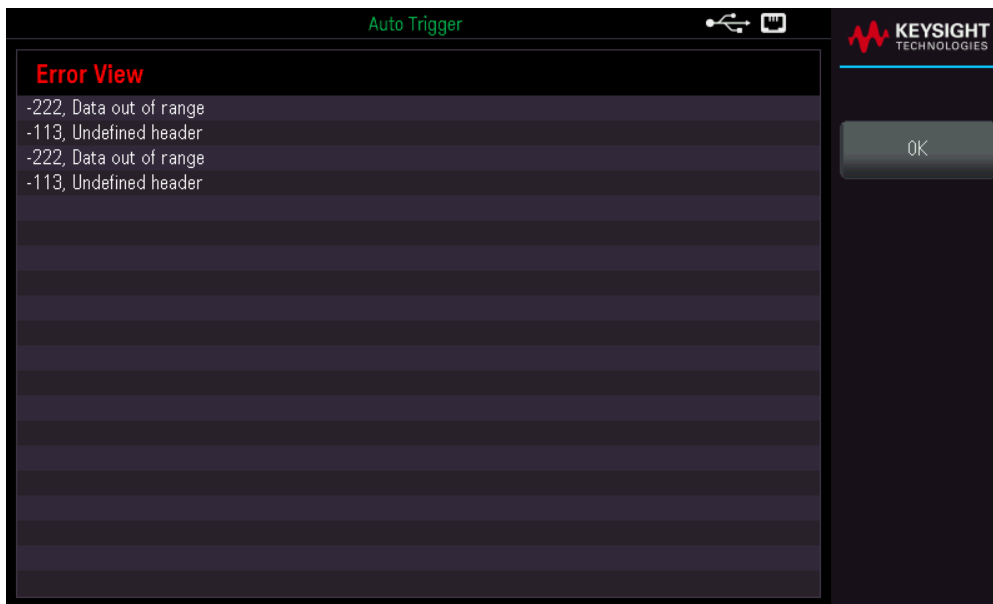 Auto Trigger
KEYSIGHT
TECHNOLOGIES
Error View
-222, Data out of range
-113, Undefined header
-222, Data out of range
-113, Undefined header
OK